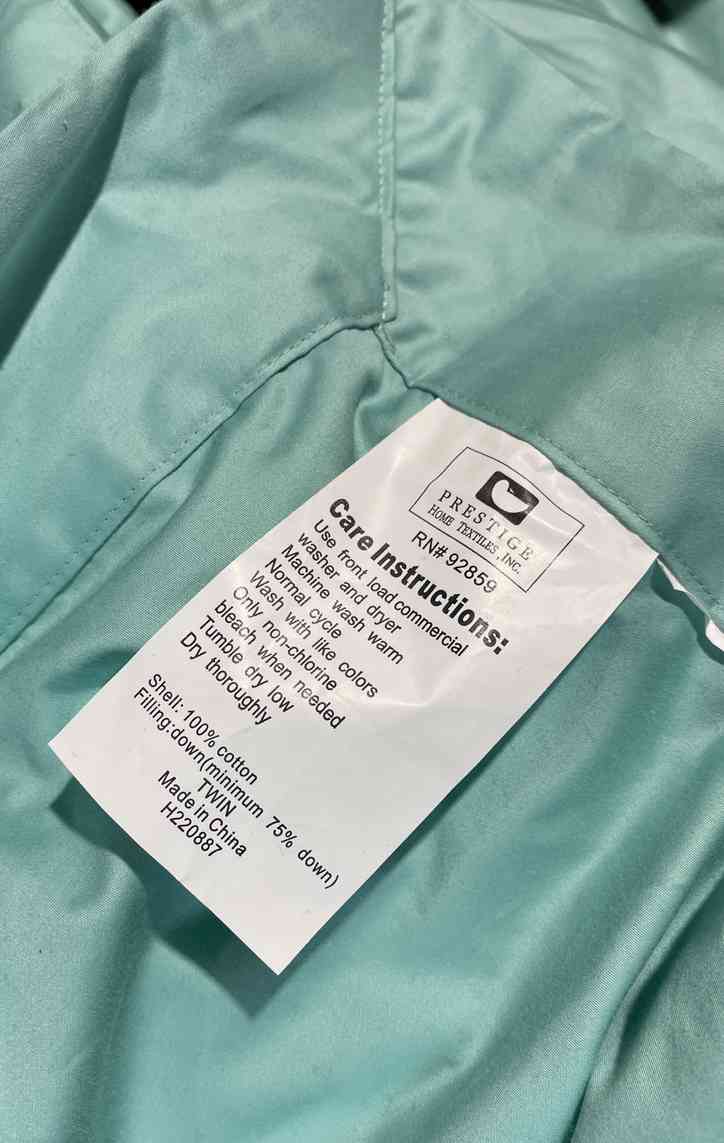 PRESTIGE
HOME TEXTILES, INC.
RN# 92859
Care Instructions:
Use front load commercial
washer and dryer
Machine wash warm
Normal cycle
Wash with like colors
Only non-chlorine
bleach when needed
Tumble dry low
Dry thoroughly
Shell: 100% cotton
Filling:down(minimum 75% down)
TWIN
Made in China
H220887